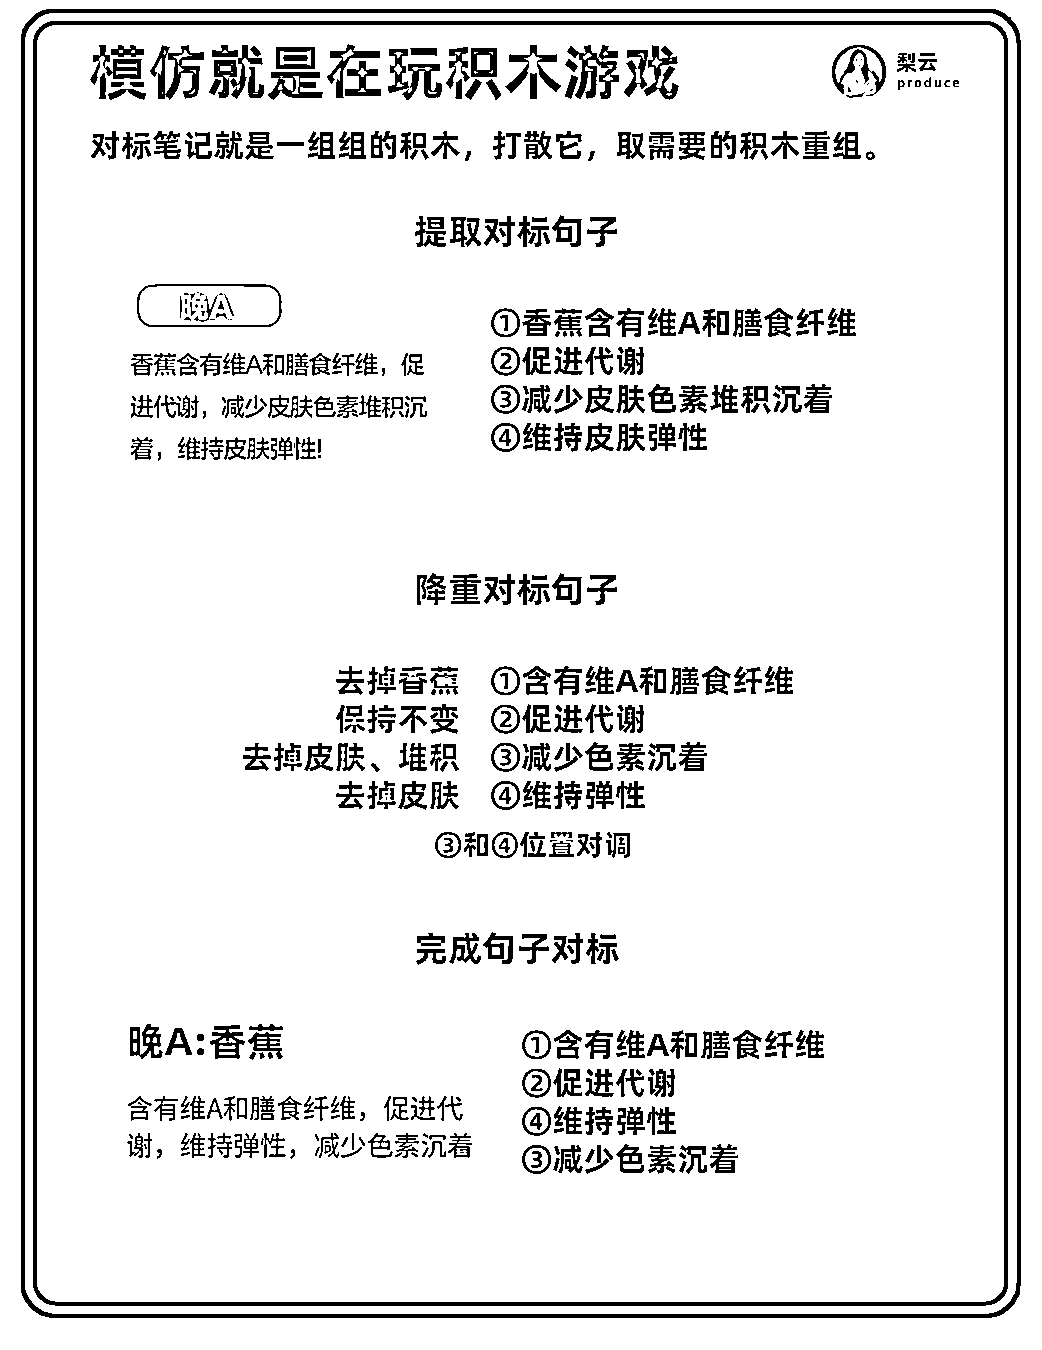 模仿就是在玩积木游戏
梨云
produce
对标笔记就是一组组的积木，打散它，取需要的积木重组。
提取对标句子
晚A
香蕉含有维A和膳食纤维，促
进代谢，减少皮肤色素堆积沉
着，维持皮肤弹性!
①香蕉含有维A和膳食纤维
②促进代谢
③减少皮肤色素堆积沉着
④维持皮肤弹性
降重对标句子
去掉香蕉 ①含有维A和膳食纤维
保持不变 ②促进代谢
去掉皮肤、堆积 ③减少色素沉着
去掉皮肤 ④维持弹性
③和④位置对调
完成句子对标
晚A:香蕉
含有维A和膳食纤维，促进代
谢，维持弹性，减少色素沉着
①含有维A和膳食纤维
②促进代谢
④维持弹性
③减少色素沉着